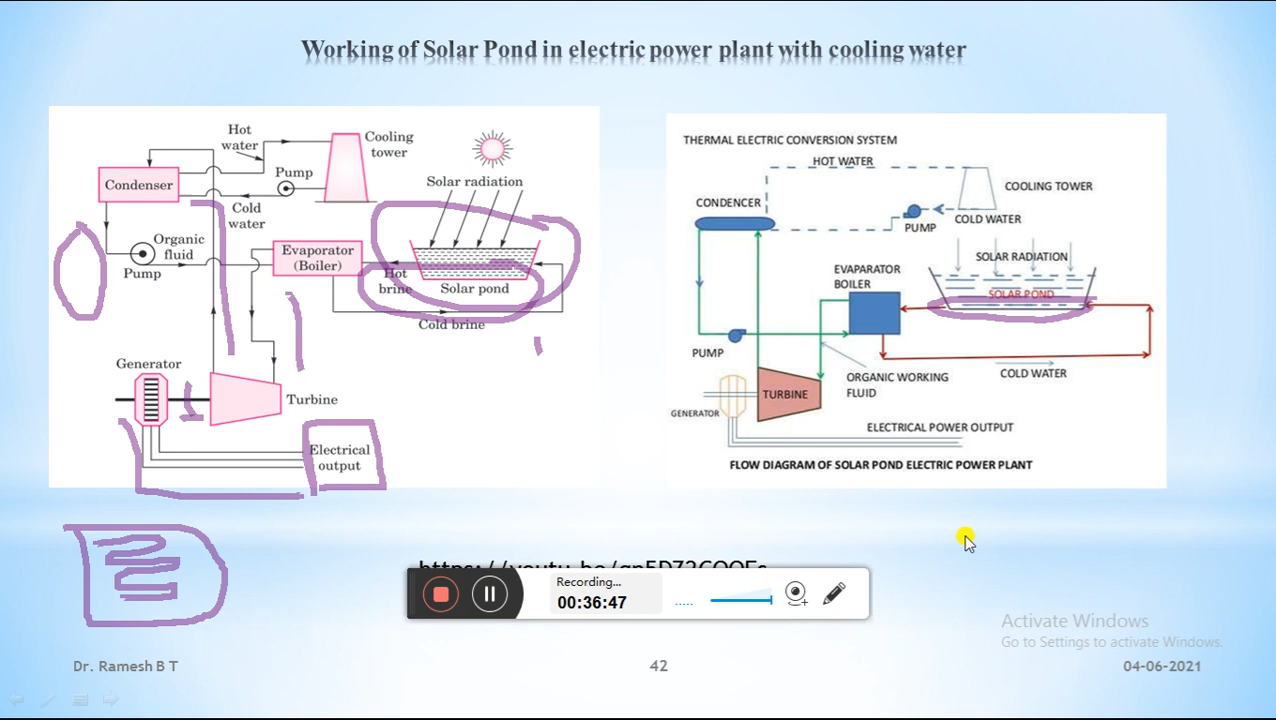 Working of Solar Pond in electric power plant with cooling water
Hot
water
Cooling
tower
Condenser
Pump
Solar radiation
Cold
water
Organic
fluid
Pump
Evaporator
(Boiler)
Hot
brine
Solar pond
Cold brine
Generator
Turbine
Electrical
output
THERMAL ELECTRIC CONVERSION SYSTEM
HOT WATER
COOLING TOWER
CONDENCER
COLD WATER
PUMP
SOLAR RADIATION
EVAPARATOR
BOILER
SOLAR POND
PUMP
ORGANIC WORKING
FLUID
COLD WATER
TURBINE
GENERATOR
ELECTRICAL POWER OUTPUT
FLOW DIAGRAM OF SOLAR POND ELECTRIC POWER PLANT
Recording...
00:36:47
Activate Windows
Go to Settings to activate Windows.
Dr. Ramesh B T
42
04-06-2021